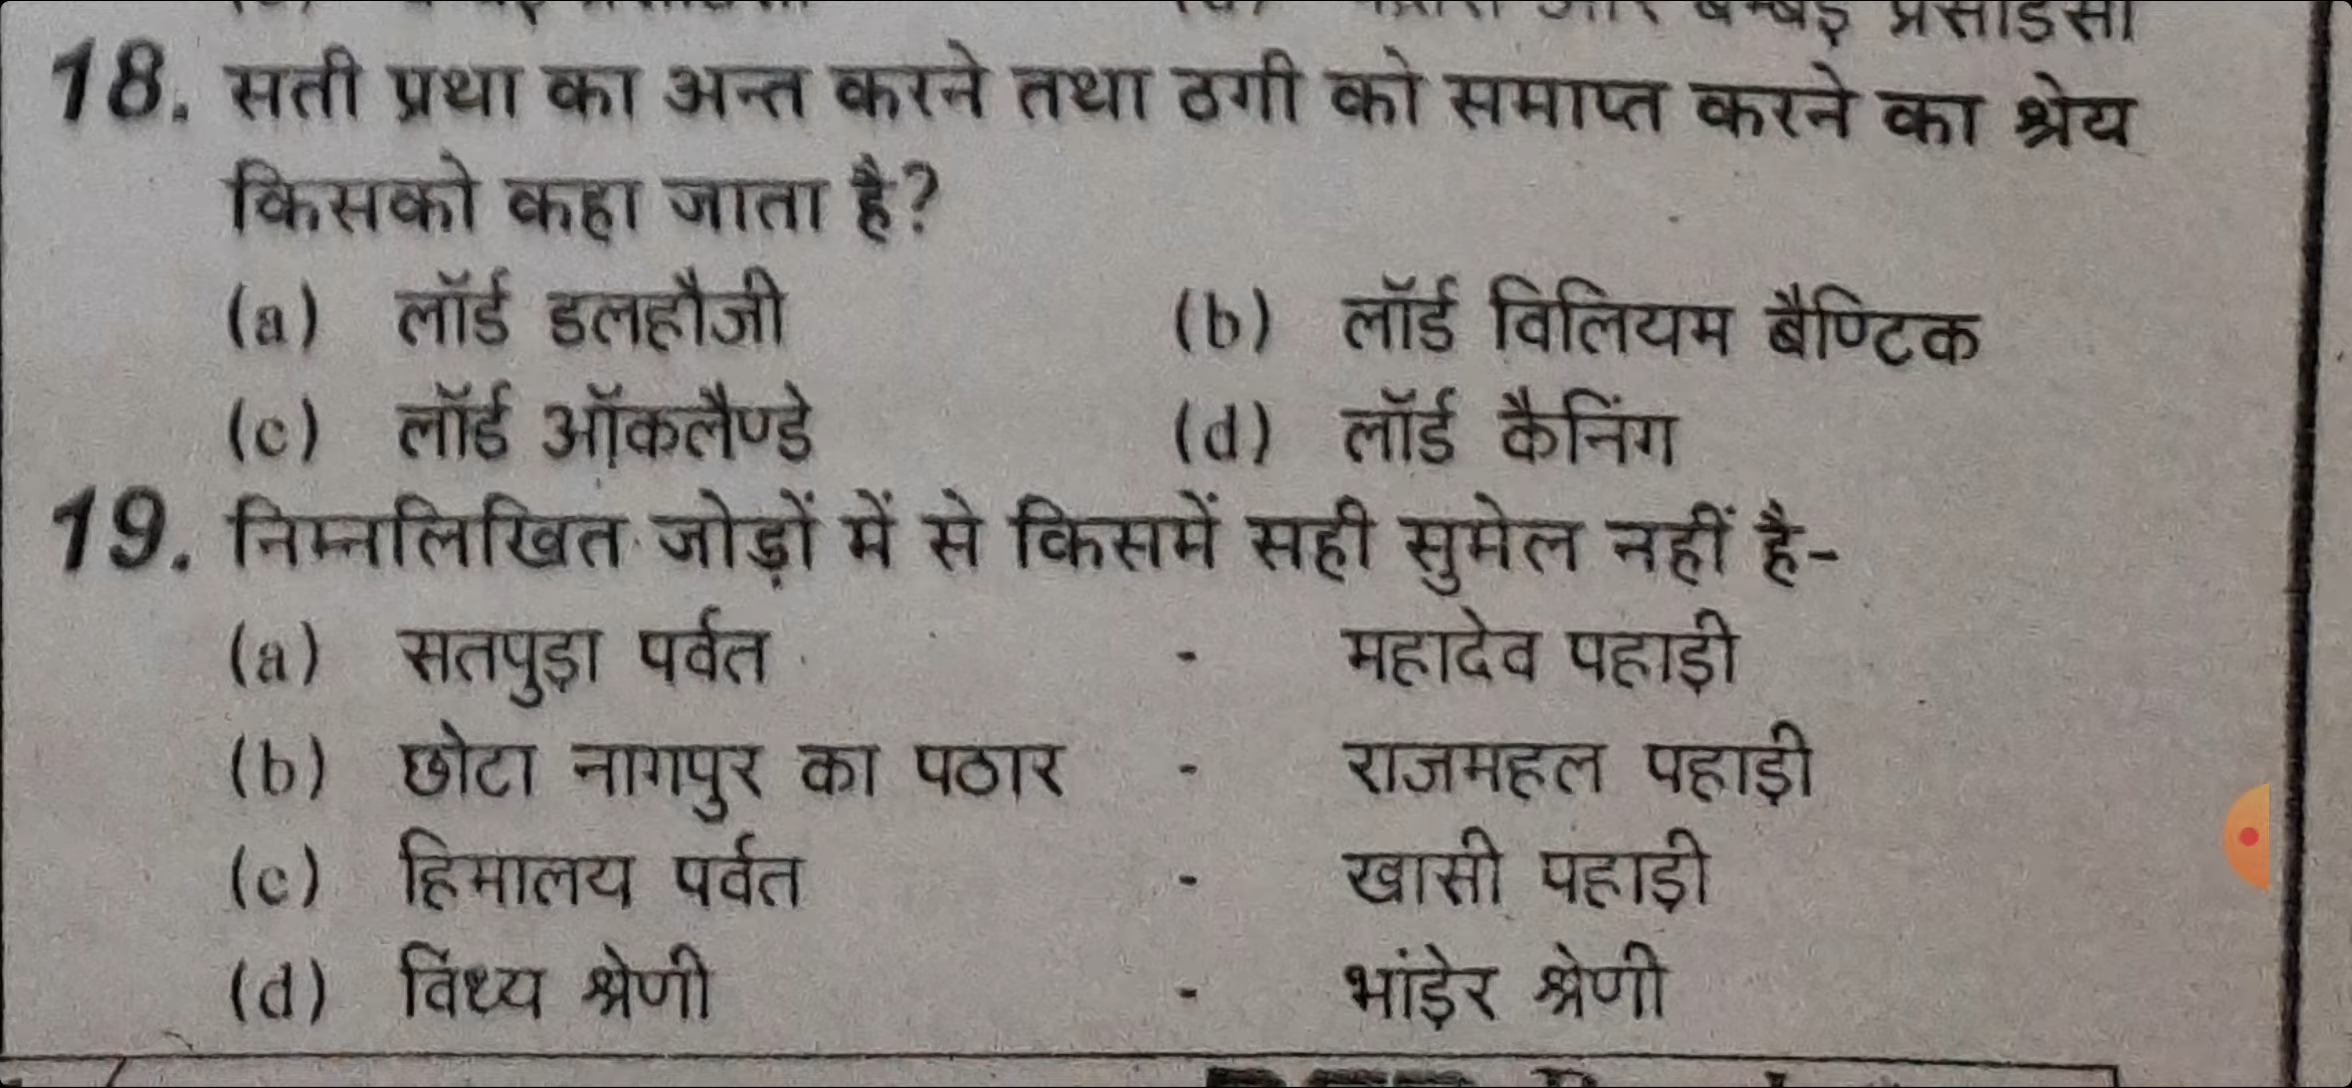 प्रेसीडेंसी
18. सती प्रथा का अन्त करने तथा ठगी को समाप्त करने का श्रेय
किसको कहा जाता है?
(a) लॉर्ड डलहौजी (b) लॉर्ड विलियम बैण्टिक
(c) लॉर्ड ऑकलैण्डे (d) लॉर्ड कैनिंग
19. निम्नलिखित जोड़ों में से किसमें सही सुमेल नहीं है-
(a) सतपुड़ा पर्वत - महादेव पहाड़ी
(b) छोटा नागपुर का पठार - राजमहल पहाड़ी
(c) हिमालय पर्वत - खासी पहाड़ी
(d) विंध्य श्रेणी - भांड़ेर श्रेणी